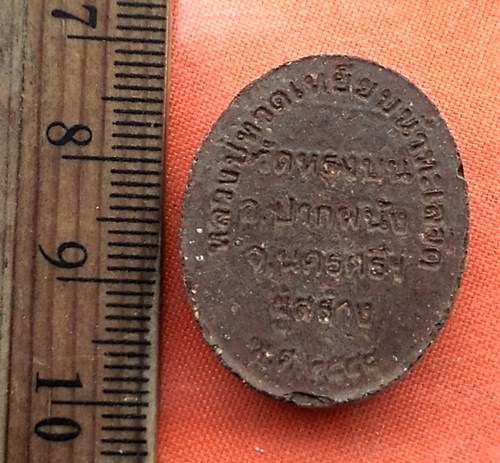 7
8
9
10
หลวงปู่ทวดเหยียบน้ำทะเลจืด
วัดทรงบน
อ.ปากพนัง
จ.นครศรีฯ
ผู้สร้าง
พ.ศ.